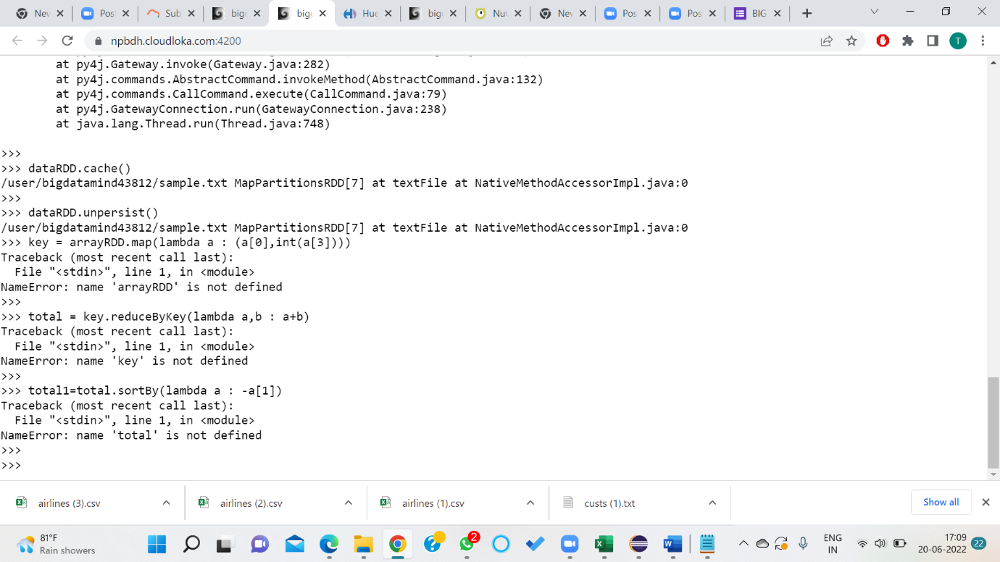 New
Pos
Sub
big
big
Hue
big
Nu
New
Pos
Pos
BIG
npbdh.cloudloka.com:4200
T
at py4j.Gateway.invoke(Gateway.java:282)
at py4j.commands.AbstractCommand.invokeMethod(AbstractCommand.java:132)
at py4j.commands.CallCommand.execute(CallCommand.java:79)
at py4j.GatewayConnection.run(GatewayConnection.java:238)
at java.lang.Thread.run(Thread.java:748)
>>>
>>> dataRDD.cache()
/user/bigdatamind43812/sample.txt MapPartitionsRDD[7] at textFile at NativeMethodAccessorImpl.java:0
>>>
>>> dataRDD.unpersist()
/user/bigdatamind43812/sample.txt MapPartitionsRDD[7] at textFile at NativeMethodAccessorImpl.java:0
>>> key = arrayRDD.map(lambda a : (a[0],int(a[3])))
Traceback (most recent call last):
File "<stdin>", line 1, in <module>
NameError: name 'arrayRDD' is not defined
>>>
>>> total = key.reduceByKey(lambda a,b : a+b)
Traceback (most recent call last):
File "<stdin>", line 1, in <module>
NameError: name 'key' is not defined
>>>
>>> total1=total.sortBy(lambda a : -a[1])
Traceback (most recent call last):
File "<stdin>", line 1, in <module>
NameError: name 'total' is not defined
>>>
>>>
airlines (3).csv
airlines (2).csv
airlines (1).csv
custs (1).txt
Show all
81°F
Rain showers
2
ENG
IN
17:09
20-06-2022
22